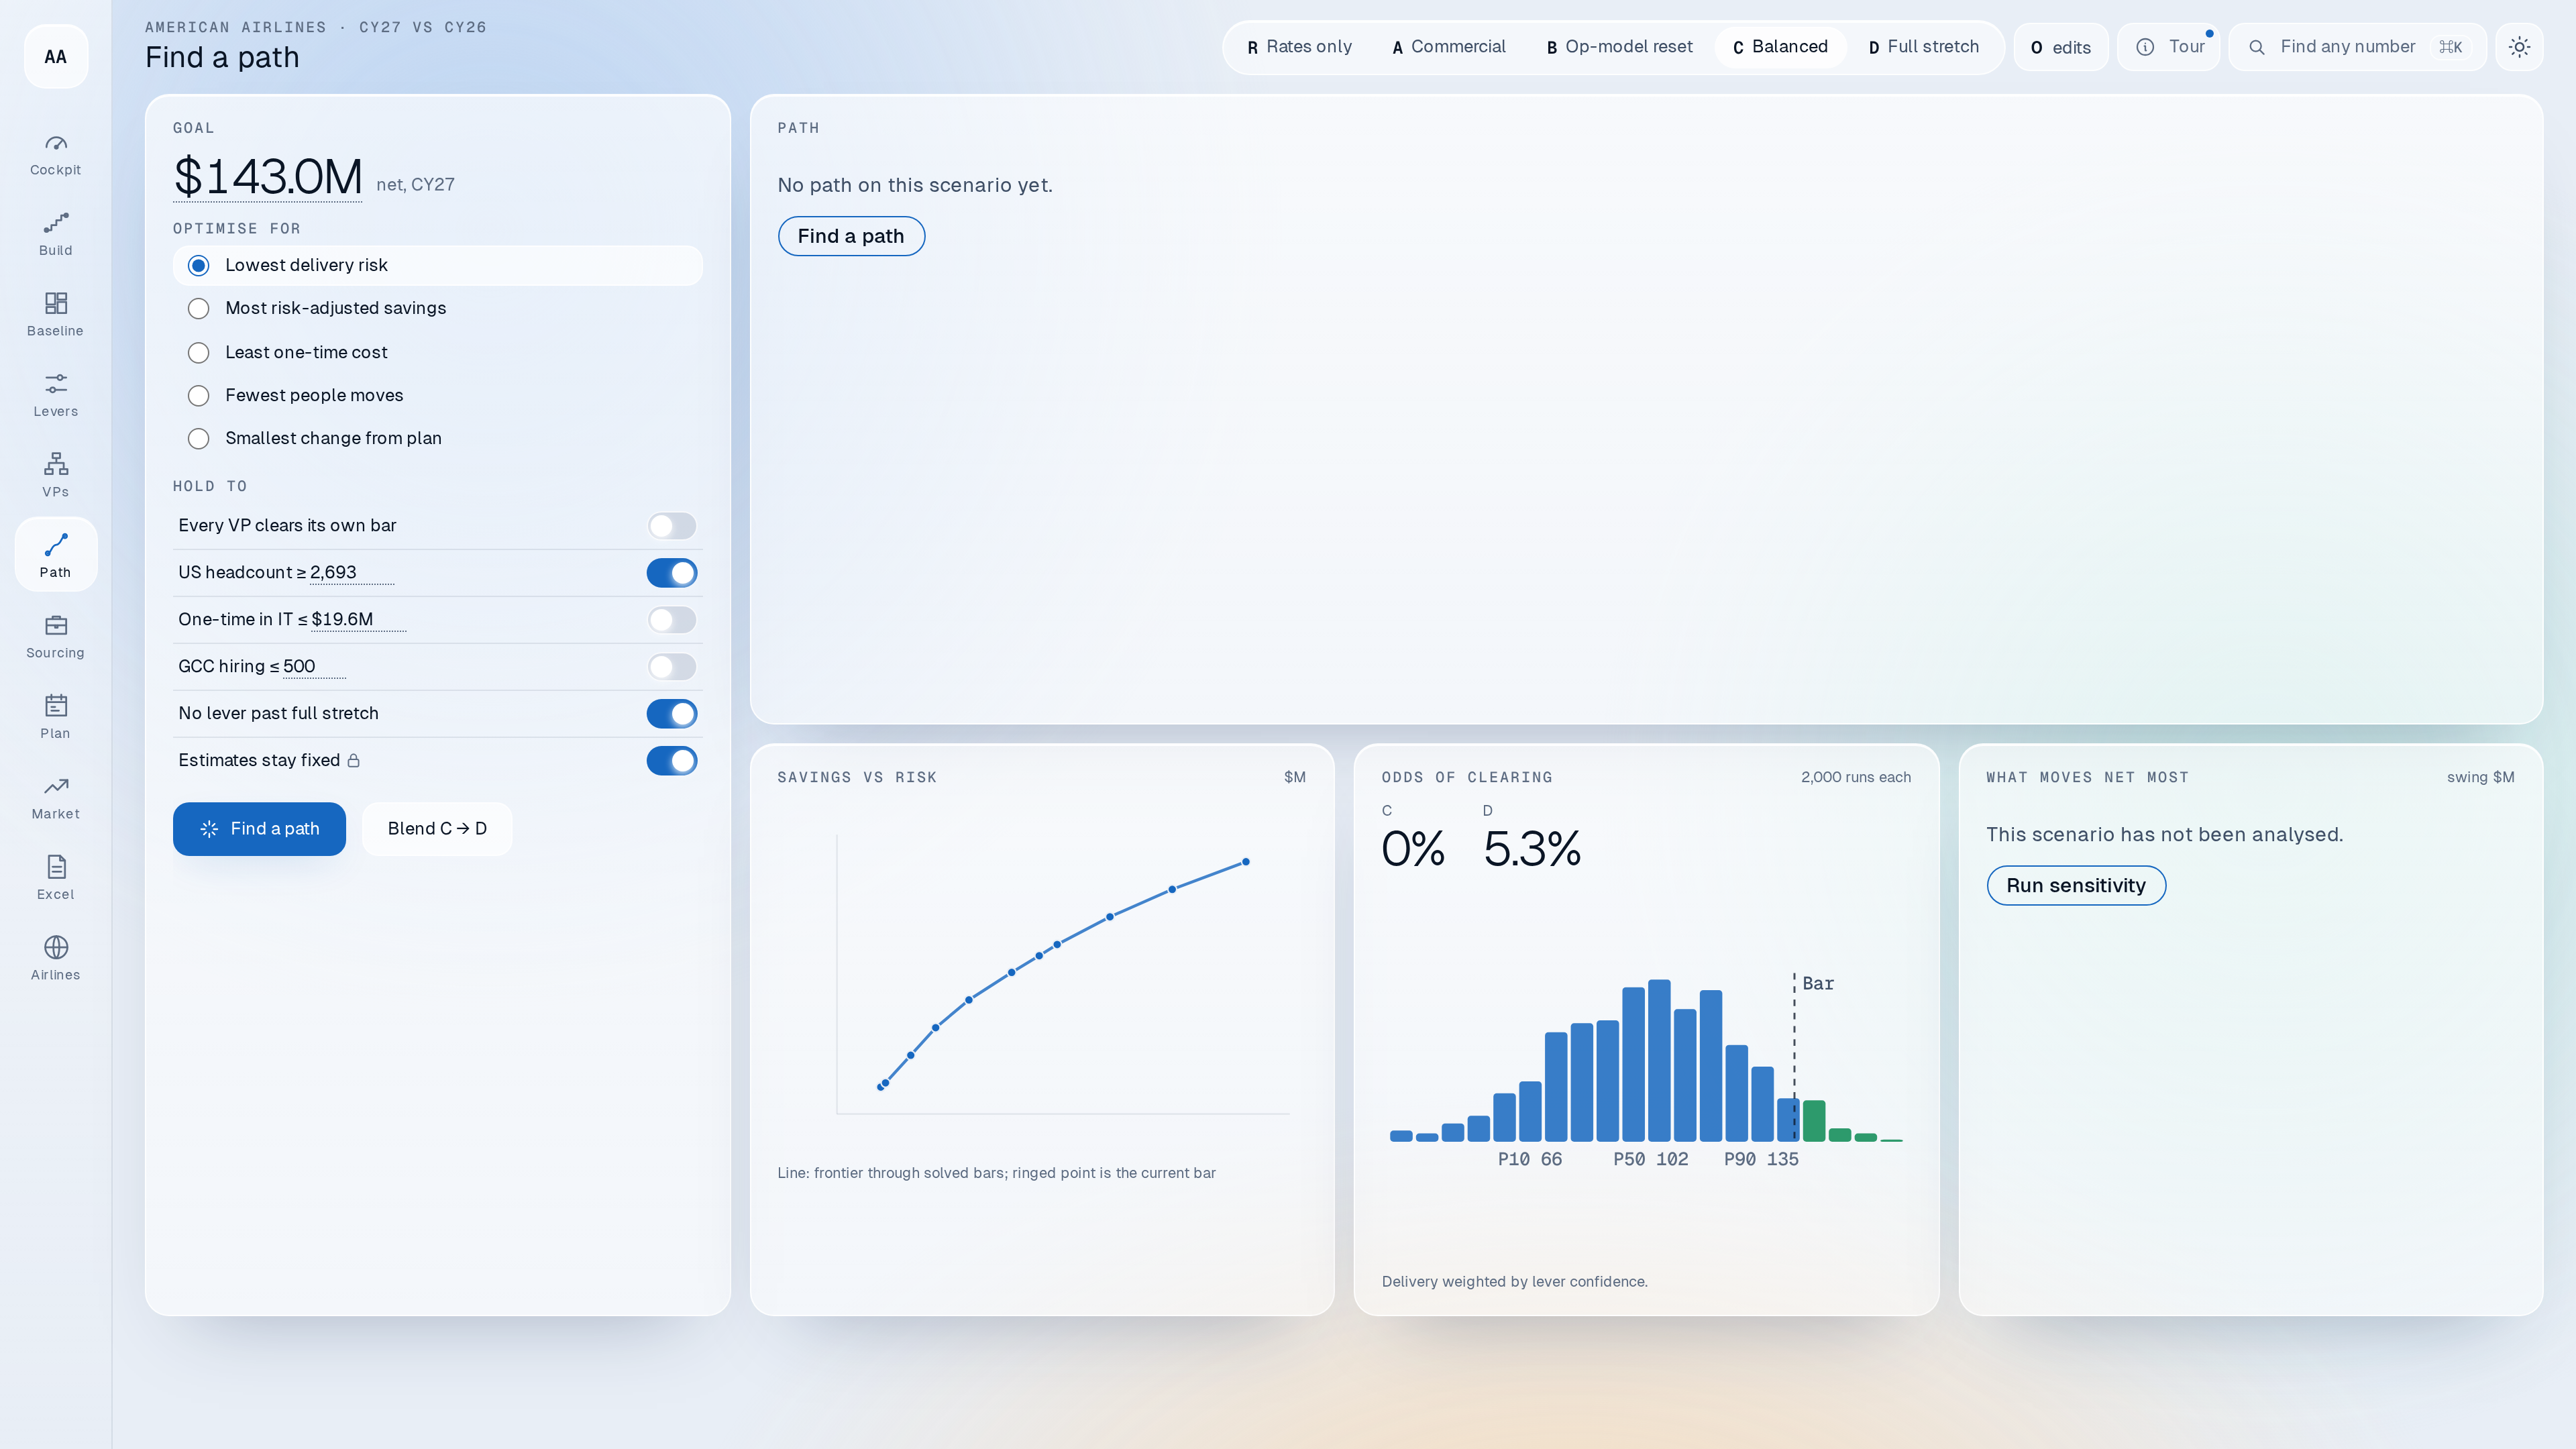 AA
Cockpit
Build
Baseline
Levers
VPs
Path
Sourcing
Plan
Market
Excel
Airlines
AMERICAN AIRLINES · CY27 VS CY26
Find a path
R Rates only
A Commercial
B Op-model reset
C Balanced
D Full stretch
0 edits
Tour
Find any number ⌘K
GOAL
$143.0M net, CY27
OPTIMISE FOR
Lowest delivery risk
Most risk-adjusted savings
Least one-time cost
Fewest people moves
Smallest change from plan
HOLD TO
Every VP clears its own bar
US headcount ≥ 2,693
One-time in IT ≤ $19.6M
GCC hiring ≤ 500
No lever past full stretch
Estimates stay fixed
Find a path
Blend C → D
PATH
No path on this scenario yet.
Find a path
SAVINGS VS RISK $M
Line: frontier through solved bars; ringed point is the current bar
ODDS OF CLEARING 2,000 runs each
C D
0% 5.3%
Bar
P10 66 P50 102 P90 135
Delivery weighted by lever confidence.
WHAT MOVES NET MOST swing $M
This scenario has not been analysed.
Run sensitivity